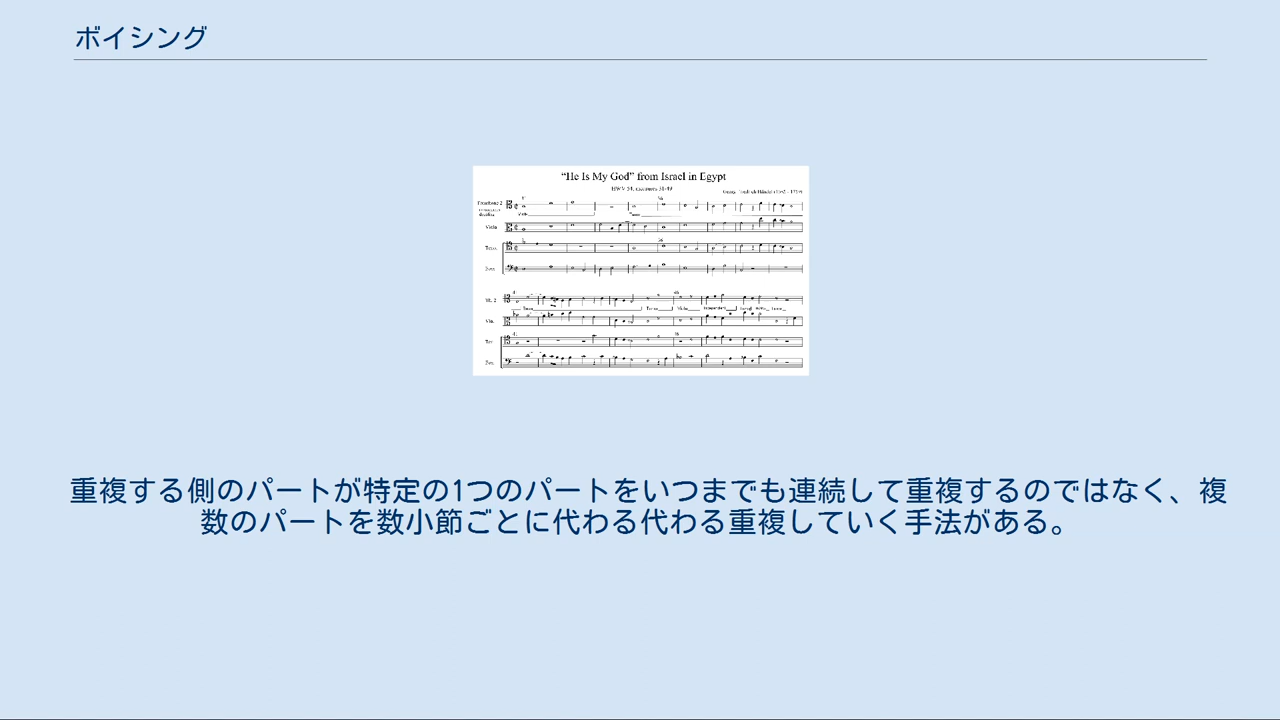 ボイシング
“He Is My God” from Israel in Egypt
Trombone 2
Viola
Tenor
重複する側のパートが特定の1つのパートをいつまでも連続して重複するのではなく、複
数のパートを数小節ごとに代わる代わる重複していく手法がある。